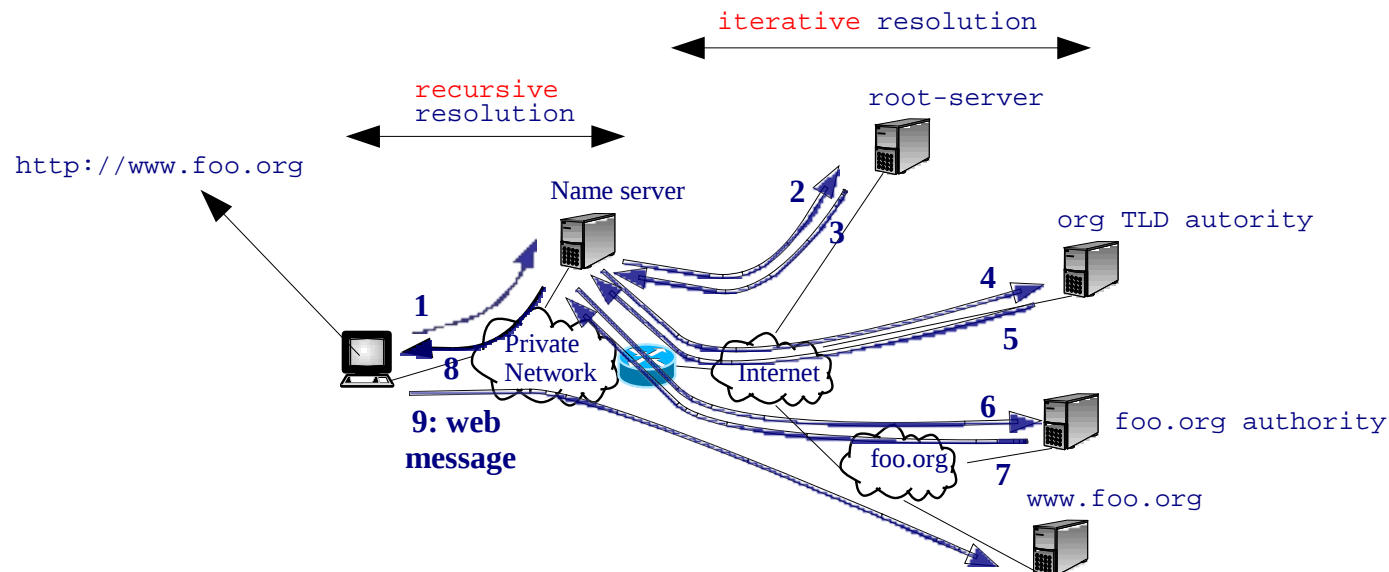 iterative resolution
recursive
resolution
root-server
http://www.foo.org
Name server
2
3
org TLD autority
1
4
5
Private
Network
8
Internet
6
9: web
message
foo.org authority
foo.org
7
www.foo.org